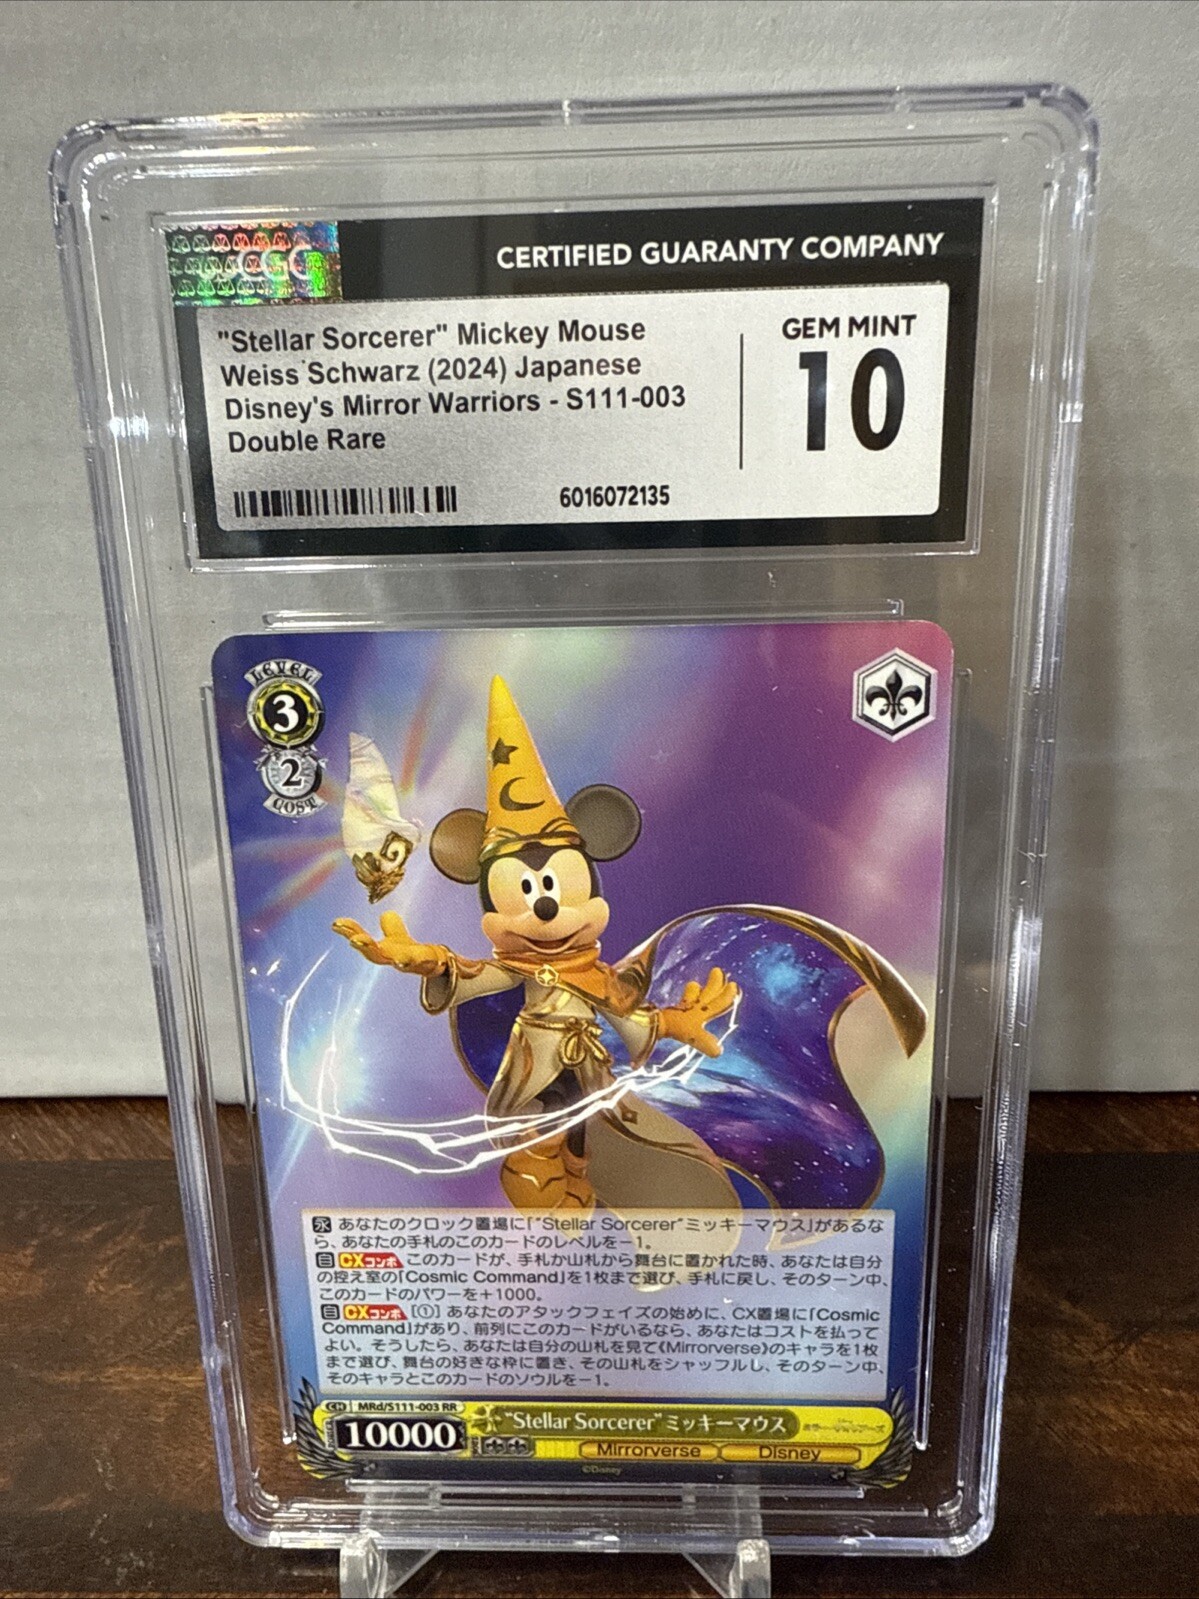 CGC
CERTIFIED GUARANTY COMPANY
"Stellar Sorcerer" Mickey Mouse
Weiss Schwarz (2024) Japanese
Disney's Mirror Warriors - S111-003
Double Rare
6016072135
GEM MINT
10
LEVEL
3
2
COST
永 あなたのクロック置場に「"Stellar Sorcerer"ミッキーマウス」があるな
ら、あなたの手札のこのカードのレベルを－1。
自 CXコンボ このカードが、手札か山札から舞台に置かれた時、あなたは自分
の控え室の「Cosmic Command」を1枚まで選び、手札に戻し、そのターン中、
このカードのパワーを＋1000。
自 CXコンボ [①] あなたのアタックフェイズの始めに、CX置場に「Cosmic
Command」があり、前列にこのカードがいるなら、あなたはコストを払って
よい。そうしたら、あなたは自分の山札を見て《Mirrorverse》のキャラを1枚
まで選び、舞台の好きな枠に置き、その山札をシャッフルし、そのターン中、
そのキャラとこのカードのソウルを－1。
CH MRd/S111-003 RR
10000
"Stellar Sorcerer"ミッキーマウス
Mirrorverse
Disney
©Disney